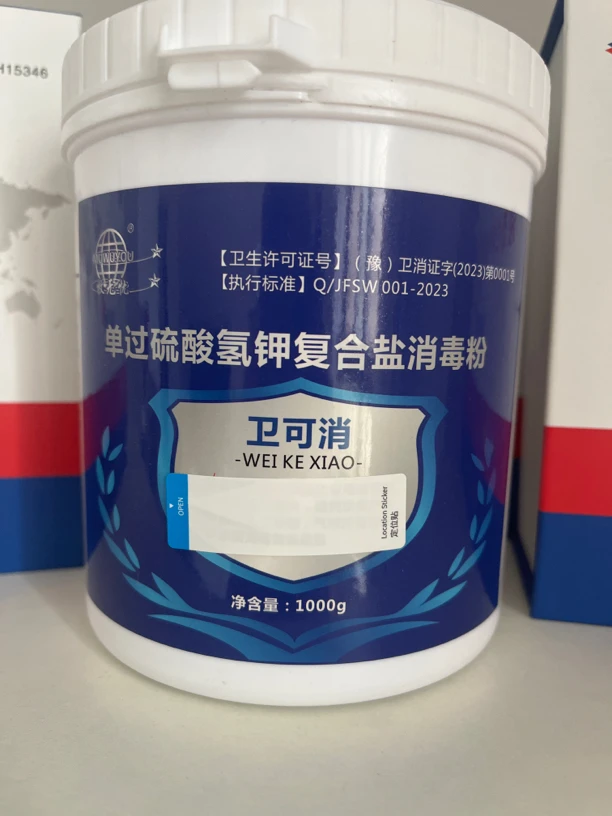 H15346
®
【卫生许可证号】（豫）卫消证字(2023)第0001号
【执行标准】Q/JFSW 001-2023
单过硫酸氢钾复合盐消毒粉
卫可消
-WEI KE XIAO-
OPEN
Location Sticker
定位贴
净含量：1000g